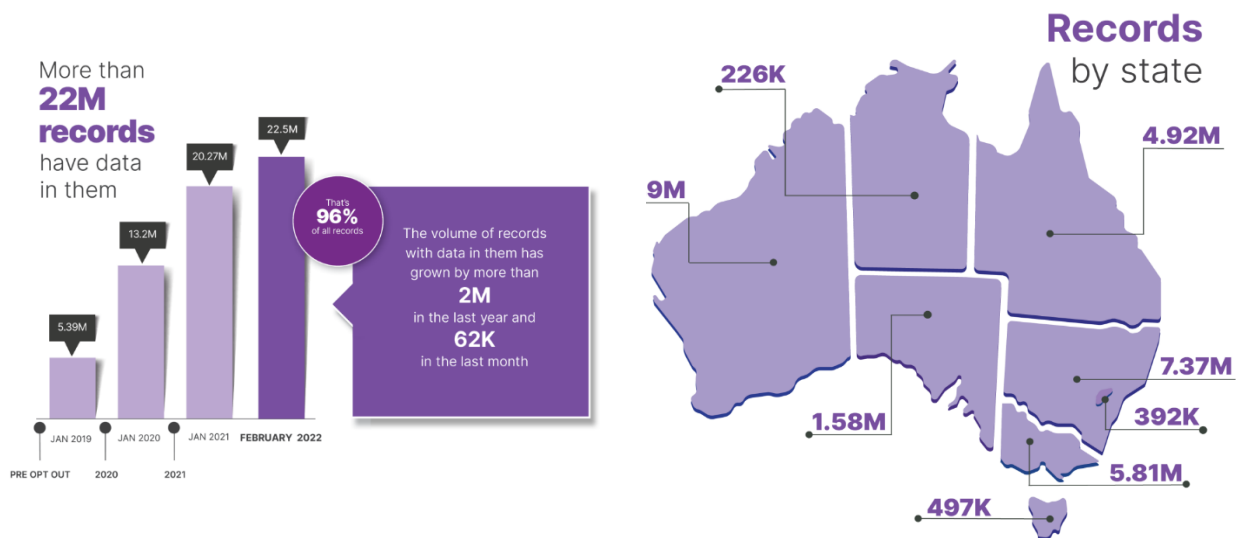 More than
22M
records
have data
in them
5.39M
13.2M
20.27M
22.5M
JAN 2019
JAN 2020
JAN 2021
FEBRUARY 2022
PRE OPT OUT
2020
2021
That's
96%
of all records
The volume of records
with data in them has
grown by more than
2M
in the last year and
62K
in the last month
Records
by state
226K
4.92M
9M
7.37M
392K
1.58M
5.81M
497K